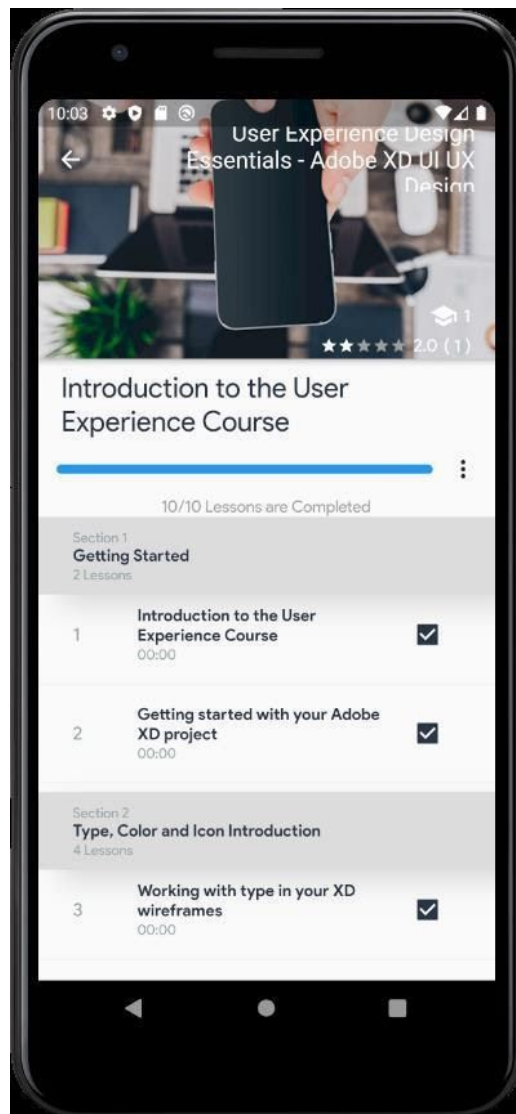 10:03
User Experience Design
Essentials - Adobe XD UI UX
Design
1
2.0 (1)
Introduction to the User
Experience Course
10/10 Lessons are Completed
Section 1
Getting Started
2 Lessons
1
Introduction to the User
Experience Course
00:00
2
Getting started with your Adobe
XD project
00:00
Section 2
Type, Color and Icon Introduction
4 Lessons
3
Working with type in your XD
wireframes
00:00